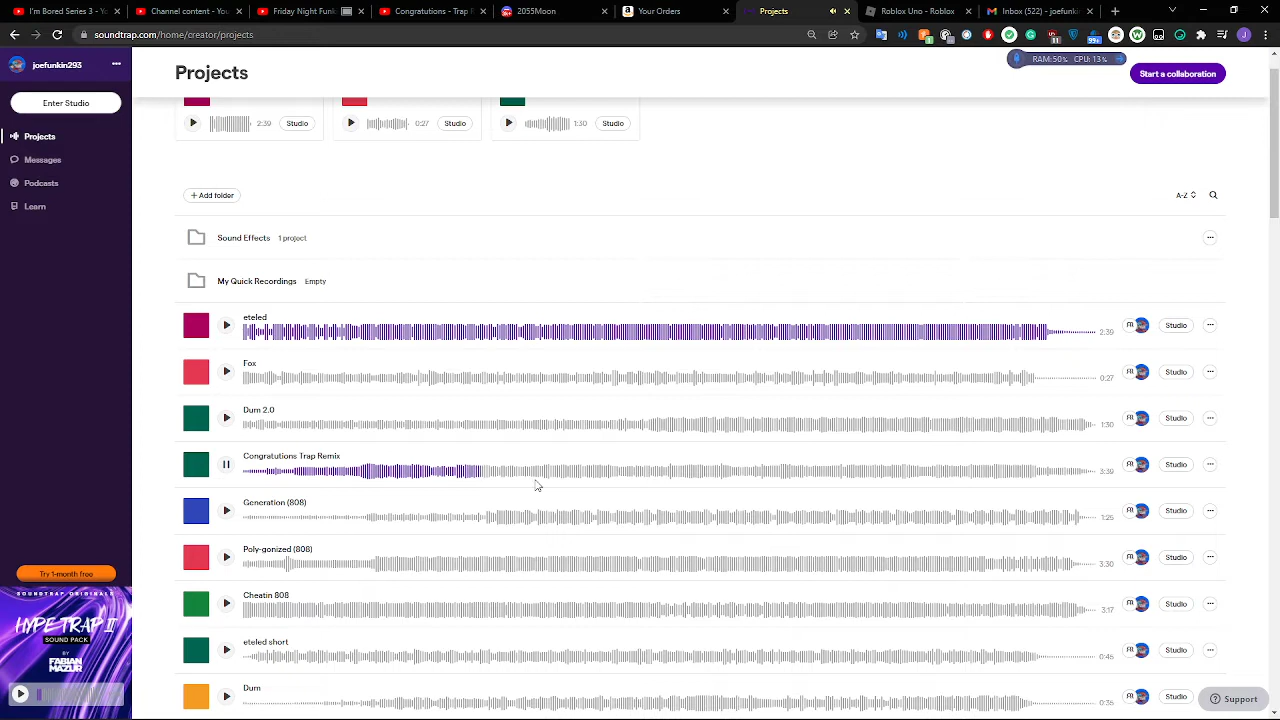 I'm Bored Series 3 - Y
Channel content - You
Friday Night Funk
Congratutions - Trap R
2055Moon
Your Orders
Projects
Roblox Uno - Roblox
Inbox (522) - joefunkin
soundtrap.com/home/creator/projects
joefunkin293
Projects
RAM: 50% CPU: 13%
Start a collaboration
Enter Studio
2:39 Studio
0:27 Studio
1:30 Studio
Projects
Messages
Podcasts
Learn
+ Add folder
A-Z
Sound Effects 1 project
My Quick Recordings Empty
eteled
2:39 Studio
Fox
0:27 Studio
Dum 2.0
1:30 Studio
Congratutions Trap Remix
3:39 Studio
Generation (808)
1:25 Studio
Poly-gonized (808)
3:30 Studio
Cheatin 808
3:17 Studio
eteled short
0:45 Studio
Dum
0:35 Studio
Try 1-month free
SOUNDTRAP ORIGINALS
HYPE TRAP II
SOUND PACK
BY
FABIAN
MAZUR
Support